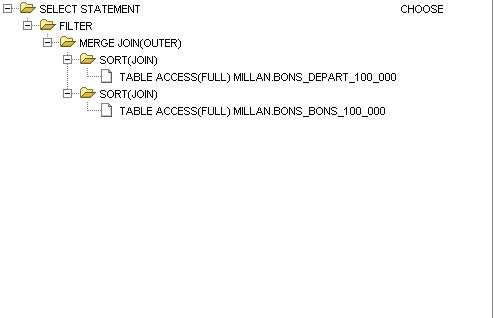 SELECT STATEMENT CHOOSE
FILTER
MERGE JOIN(OUTER)
SORT(JOIN)
TABLE ACCESS(FULL) MILLAN.BONS_DEPART_100_000
SORT(JOIN)
TABLE ACCESS(FULL) MILLAN.BONS_BONS_100_000